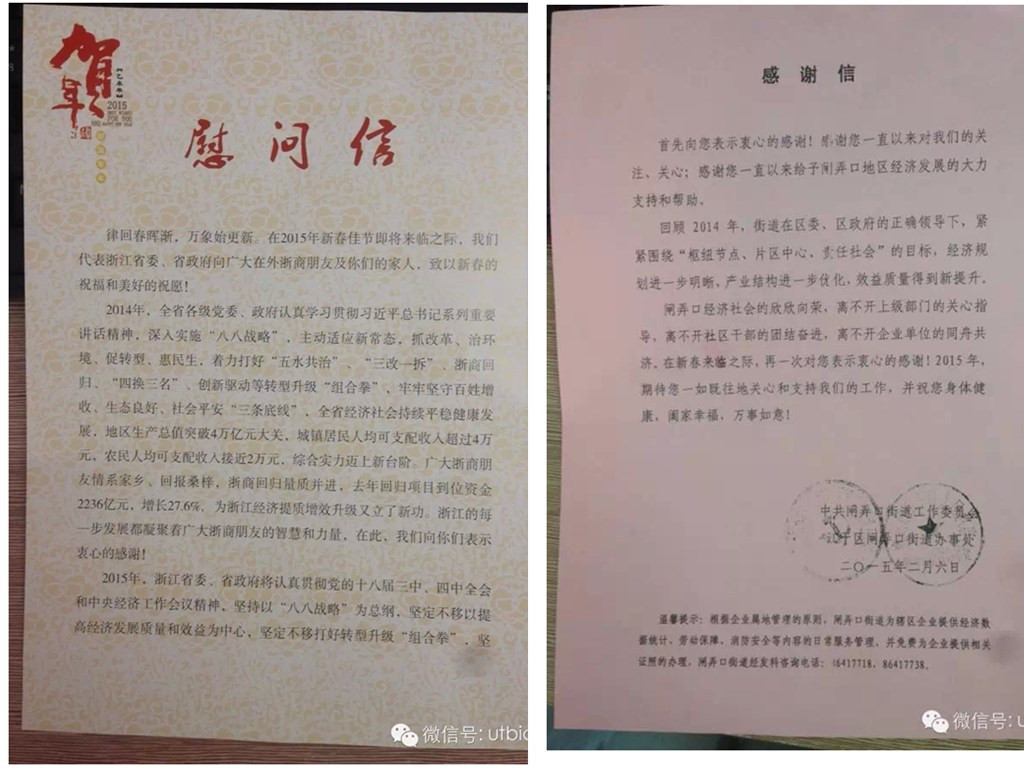 贺年
2015
慰问信
律回春晖渐，万象始更新。在2015年新春佳节即将来临之际，我们
代表浙江省委、省政府向广大在外浙商朋友及你们的家人，致以新春的
祝福和美好的祝愿！
2014年，全省各级党委、政府认真学习贯彻习近平总书记系列重要
讲话精神，深入实施“八八战略”，主动适应新常态，抓改革、治环
境、促转型、惠民生，着力打好“五水共治”、“三改一拆”、浙商回
归、“四换三名”、创新驱动等转型升级“组合拳”，牢牢坚守百姓增
收、生态良好、社会平安“三条底线”，全省经济社会持续平稳健康发
展，地区生产总值突破4万亿元大关，城镇居民人均可支配收入超过4万
元，农民人均可支配收入接近2万元，综合实力迈上新台阶。广大浙商朋
友情系家乡、回报桑梓，浙商回归量质并进，去年回归项目到位资金
2236亿元，增长27.6%，为浙江经济提质增效升级又立了新功。浙江的每
一步发展都凝聚着广大浙商朋友的智慧和力量，在此，我们向你们表示
衷心的感谢！
2015年，浙江省委、省政府将认真贯彻党的十八届三中、四中全会
和中央经济工作会议精神，坚持以“八八战略”为总纲，坚定不移以提
高经济发展质量和效益为中心，坚定不移打好转型升级“组合拳”，坚
微信号: utbio
感谢信
首先向您表示衷心的感谢！感谢您一直以来对我们的关
注、关心；感谢您一直以来给子闸弄口地区经济发展的大力
支持和帮助。
回顾 2014 年，街道在区委、区政府的正确领导下，紧
紧围绕“枢纽节点、片区中心、责任社会”的目标，经济规
划进一步明晰，产业结构进一步优化，效益质量得到新提升。
闸弄口经济社会的欣欣向荣，离不开上级部门的关心指
导，离不开社区干部的团结奋进，离不开企业单位的同舟共
济。在新春来临之际，再一次对您表示衷心的感谢！2015 年，
期待您一如既往地关心和支持我们的工作，并祝您身体健
康，阖家幸福，万事如意！
中共闸弄口街道工作委员会
江干区闸弄口街道办事处
二〇一五年二月六日
温馨提示：根据企业属地管理的原则，闸弄口街道为辖区企业提供经济数
据统计、劳动保障、消防安全等内容的日常服务管理，并免费为企业提供相关
证照的办理，闸弄口街道经发科咨询电话：86417718、86417738。
微信号: u